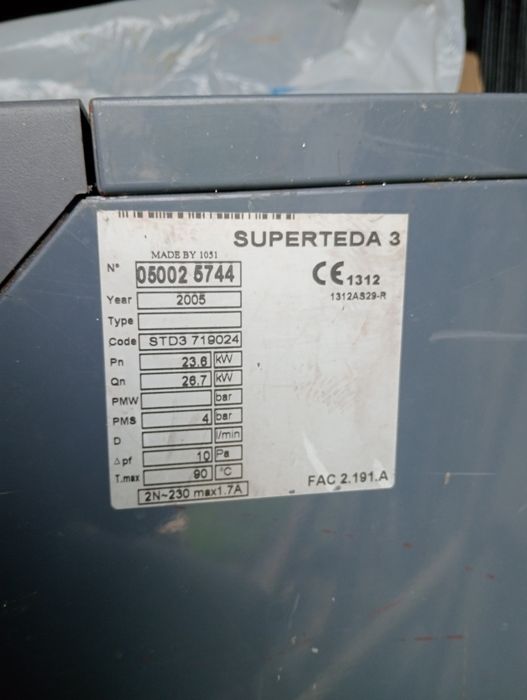 SUPERTEDA 3
MADE BY 1051
N° 05002 5744
CE 1312
1312AS29-R
Year 2005
Type
Code STD3 719024
Pn 23.6 kW
Qn 26.7 kW
PMW bar
PMS 4 bar
D l/min
Δpf 10 Pa
T.max 90 °C
2N~230 max1.7A
FAC 2.191.A